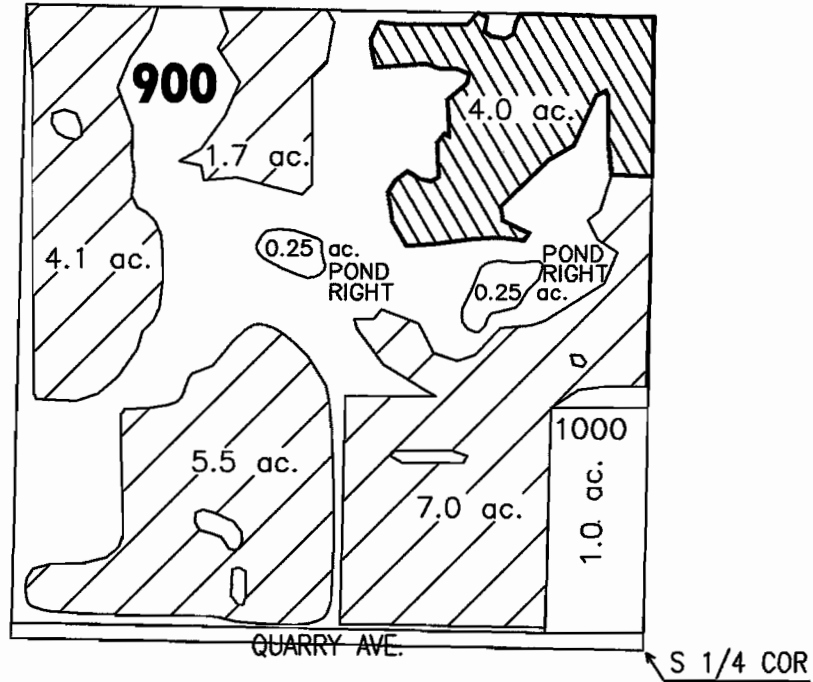 900
4.0 ac.
1.7 ac.
4.1 ac.
0.25 ac.
POND
RIGHT
POND
RIGHT
0.25 ac.
1000
1.0 ac.
5.5 ac.
7.0 ac.
QUARRY AVE.
S 1/4 COR